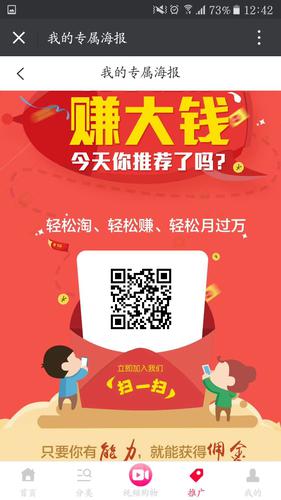 73% 12:42
我的专属海报
我的专属海报
赚大钱
今天你推荐了吗?
轻松淘、轻松赚、轻松月过万
立即加入我们
扫一扫
只要你有能力，就能获得佣金
首页 分类 视频购物 推广 我的